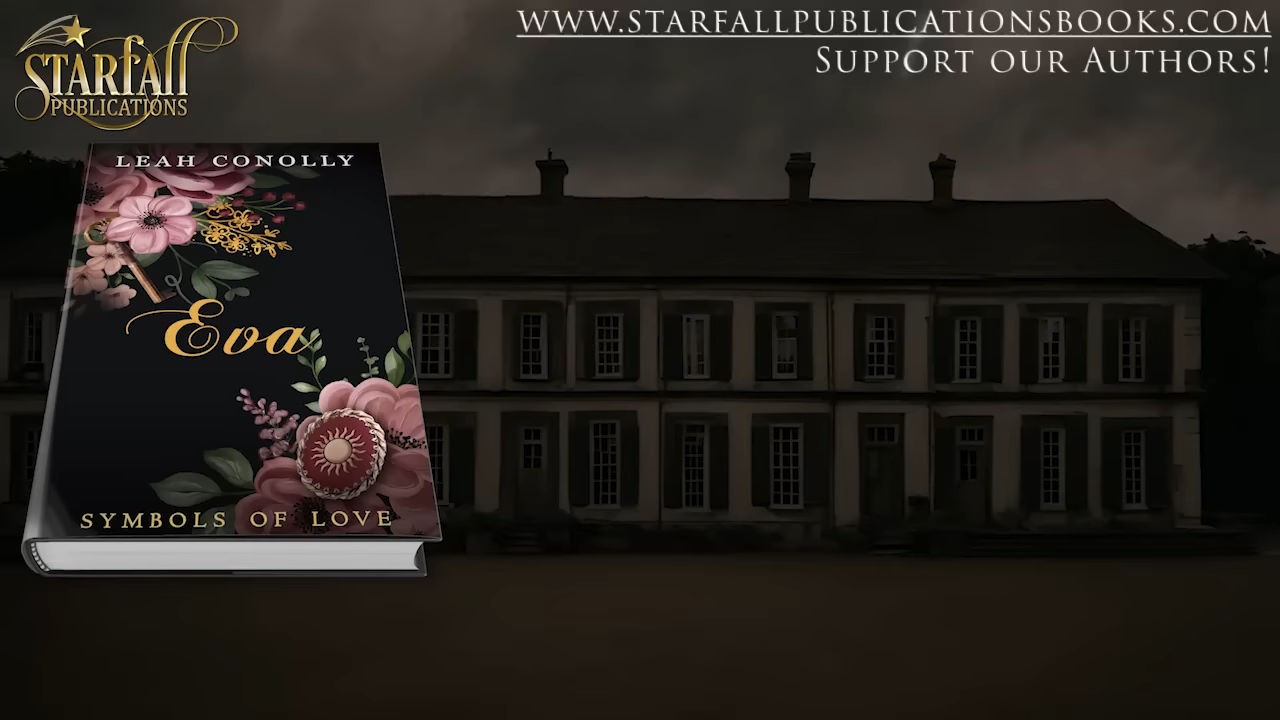 STARfall
PUBLICATIONS
WWW.STARFALLPUBLICATIONSBOOKS.COM
SUPPORT OUR AUTHORS!
LEAH CONOLLY
Eva
SYMBOLS OF LOVE